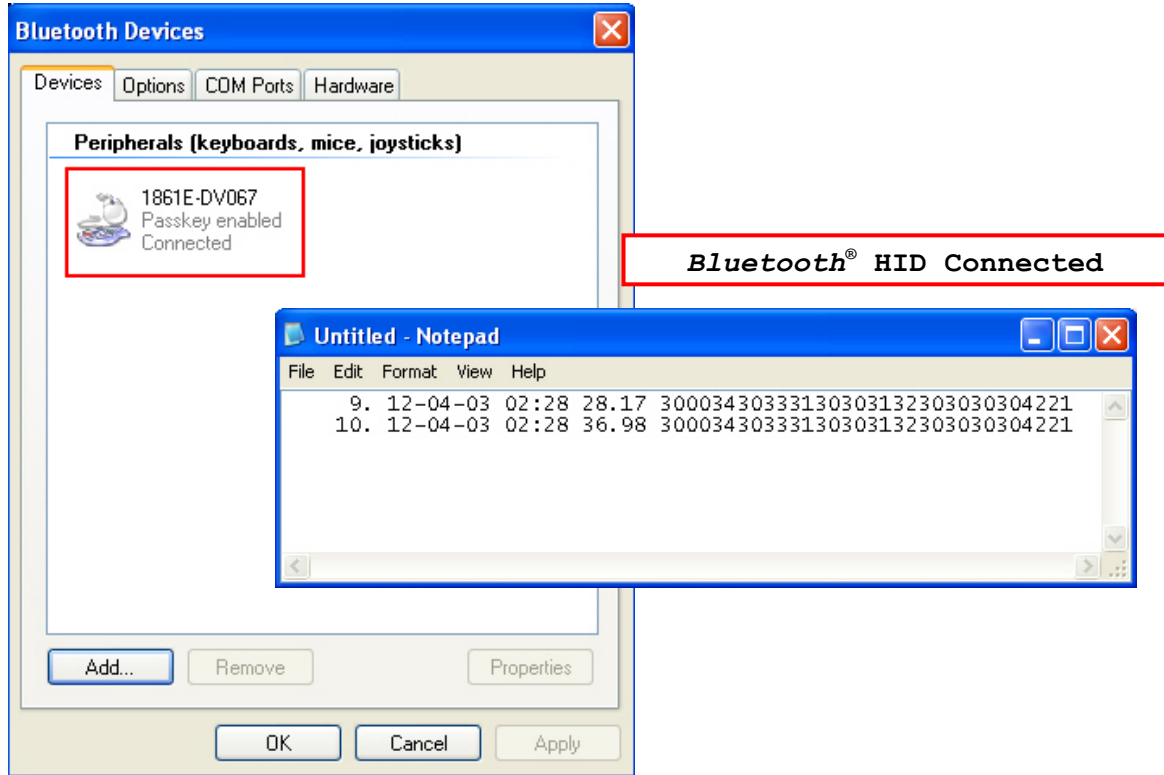 Bluetooth Devices
Devices Options COM Ports Hardware
Peripherals (keyboards, mice, joysticks)
1861E-DV067
Passkey enabled
Connected
Bluetooth® HID Connected
Untitled - Notepad
File Edit Format View Help
9. 12-04-03 02:28 28.17 3000343033313030313230303030304221
10. 12-04-03 02:28 36.98 3000343033313030313230303030304221
Add... Remove Properties
OK Cancel Apply